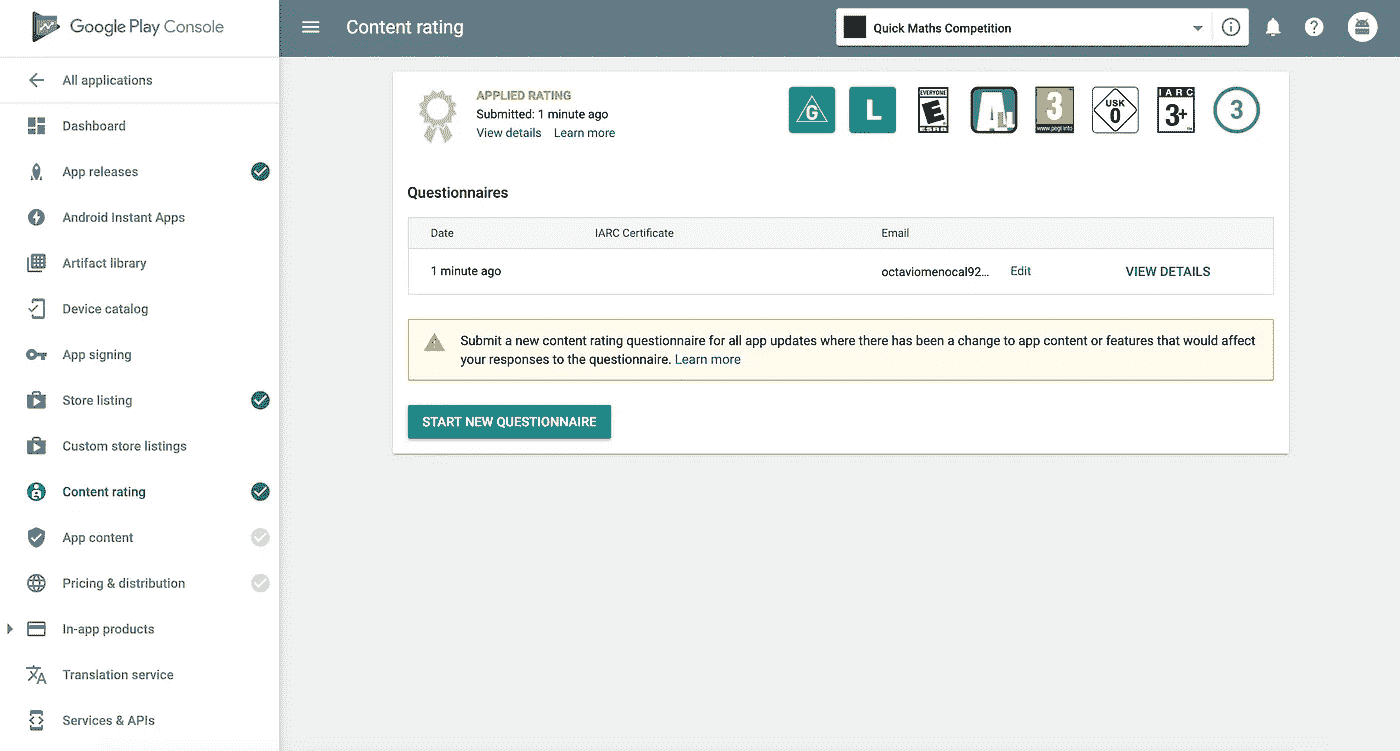 Google Play Console
Content rating
Quick Maths Competition
All applications
Dashboard
App releases
Android Instant Apps
Artifact library
Device catalog
App signing
Store listing
Custom store listings
Content rating
App content
Pricing & distribution
In-app products
Translation service
Services & APIs
APPLIED RATING
Submitted: 1 minute ago
View details Learn more
G
L
EVERYONE
E
ESRB
A L
3
www.pegi.info
USK
0
IARC
3+
3
Questionnaires
Date IARC Certificate Email
1 minute ago octaviomenocal92... Edit VIEW DETAILS
Submit a new content rating questionnaire for all app updates where there has been a change to app content or features that would affect
your responses to the questionnaire. Learn more
START NEW QUESTIONNAIRE